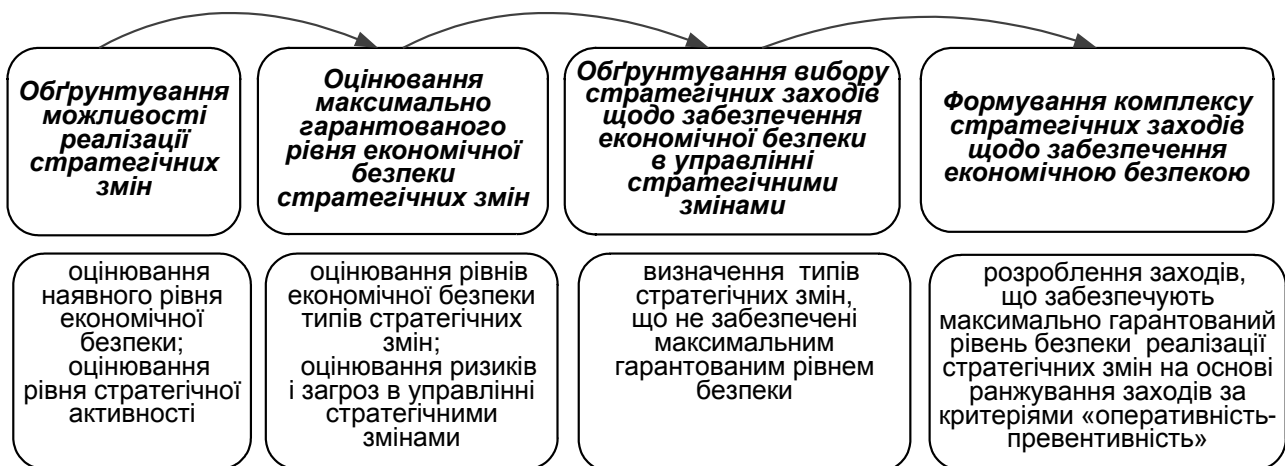 Обґрунтування
можливості
реалізації
стратегічних
змін
Оцінювання
максимально
гарантованого
рівня економічної
безпеки
стратегічних змін
Обґрунтування вибору
стратегічних заходів
щодо забезпечення
економічної безпеки
в управлінні
стратегічними
змінами
Формування комплексу
стратегічних заходів
щодо забезпечення
економічною безпекою
оцінювання
наявного рівня
економічної
безпеки;
оцінювання
рівня стратегічної
активності
оцінювання рівнів
економічної безпеки
типів стратегічних
змін;
оцінювання ризиків
і загроз в управлінні
стратегічними
змінами
визначення типів
стратегічних змін,
що не забезпечені
максимальним
гарантованим рівнем
безпеки
розроблення заходів,
що забезпечують
максимально гарантований
рівень безпеки реалізації
стратегічних змін на основі
ранжування заходів за
критеріями «оперативність-
превентивність»